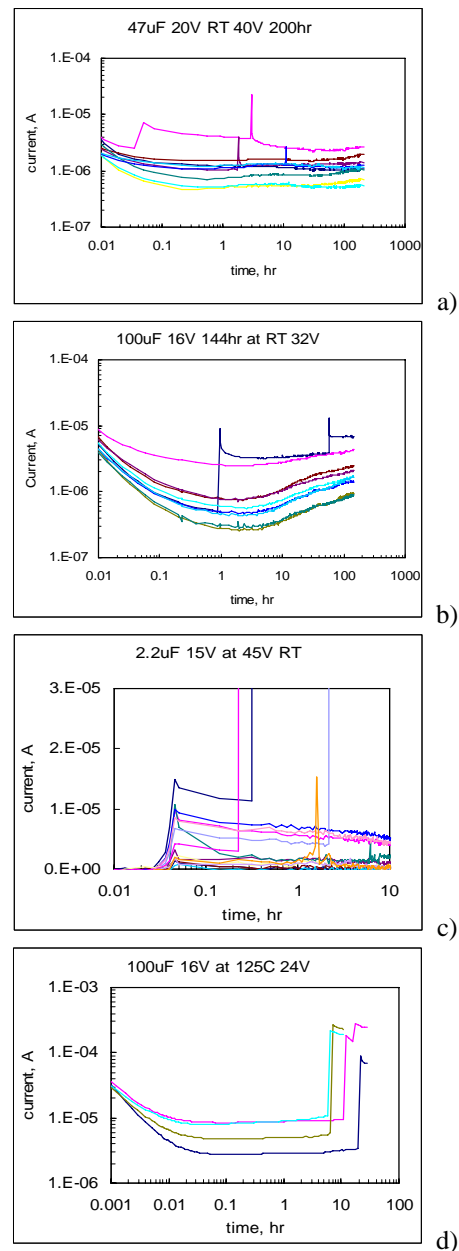 47uF 20V RT 40V 200hr
1.E-04
1.E-05
1.E-06
1.E-07
0.01 0.1 1 10 100 1000
time, hr
current, A
a)
100uF 16V 144hr at RT 32V
1.E-04
1.E-05
1.E-06
1.E-07
0.01 0.1 1 10 100 1000
time, hr
Current, A
b)
2.2uF 15V at 45V RT
3.E-05
2.E-05
1.E-05
0.E+00
0.01 0.1 1 10
time, hr
current, A
c)
100uF 16V at 125C 24V
1.E-03
1.E-04
1.E-05
1.E-06
0.001 0.01 0.1 1 10 100
time, hr
current, A
d)